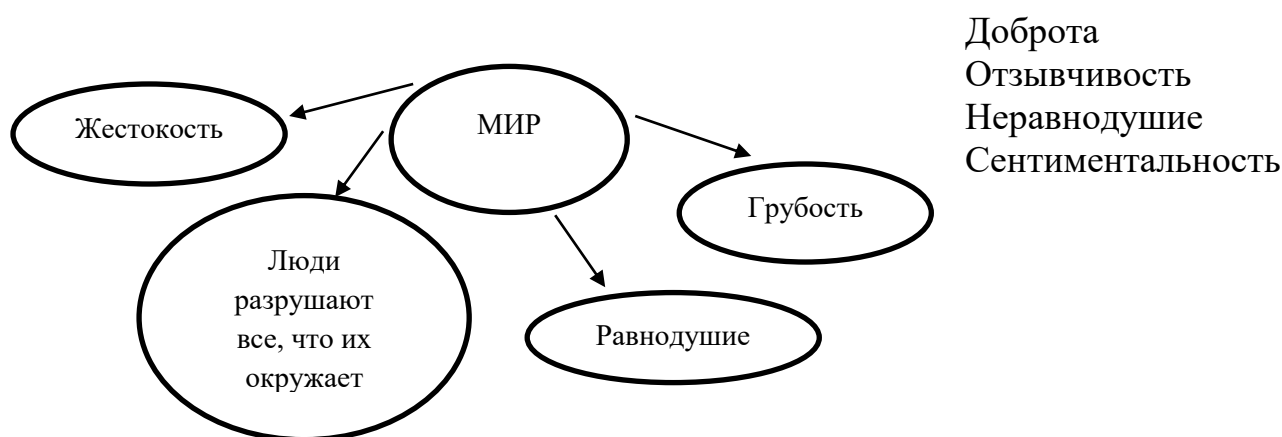 Доброта
Отзывчивость
Неравнодушие
Сентиментальность
Жестокость
МИР
Грубость
Люди
разрушают
все, что их
окружает
Равнодушие